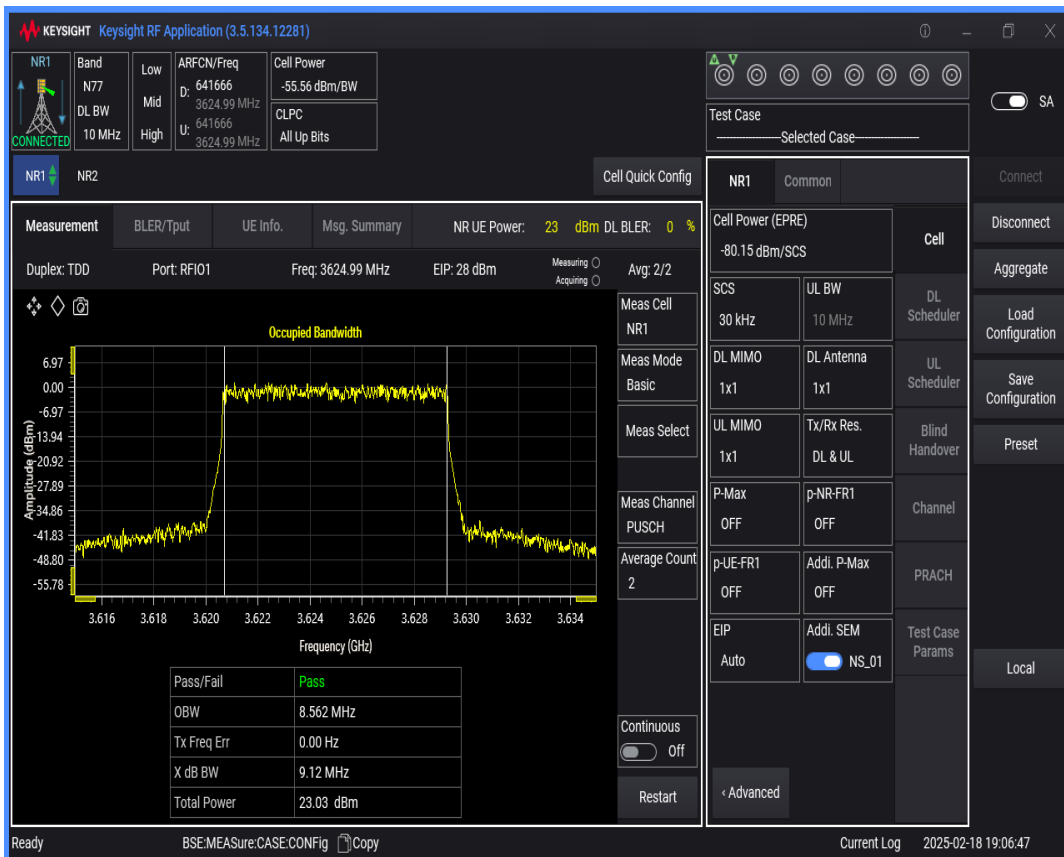 KEYSIGHT Keysight RF Application (3.5.134.12281)
NR1
CONNECTED
Band
N77
DL BW
10 MHz
Low
Mid
High
ARFCN/Freq
D: 641666
3624.99 MHz
U: 641666
3624.99 MHz
Cell Power
-55.56 dBm/BW
CLPC
All Up Bits
Test Case
--------------------Selected Case-------------------
SA
NR1
NR2
Cell Quick Config
NR1
Common
Connect
Measurement
BLER/Tput
UE Info.
Msg. Summary
NR UE Power: 23 dBm DL BLER: 0 %
Duplex: TDD
Port: RFIO1
Freq: 3624.99 MHz
EIP: 28 dBm
Measuring
Acquiring
Avg: 2/2
Occupied Bandwidth
6.97
0.00
-6.97
-13.94
-20.92
-27.89
-34.86
-41.83
-48.80
-55.78
Amplitude (dBm)
3.616 3.618 3.620 3.622 3.624 3.626 3.628 3.630 3.632 3.634
Frequency (GHz)
Pass/Fail Pass
OBW 8.562 MHz
Tx Freq Err 0.00 Hz
X dB BW 9.12 MHz
Total Power 23.03 dBm
Meas Cell
NR1
Meas Mode
Basic
Meas Select
Meas Channel
PUSCH
Average Count
2
Continuous
Off
Restart
Cell Power (EPRE)
-80.15 dBm/SCS
SCS
30 kHz
UL BW
10 MHz
DL MIMO
1x1
DL Antenna
1x1
UL MIMO
1x1
Tx/Rx Res.
DL & UL
P-Max
OFF
p-NR-FR1
OFF
p-UE-FR1
OFF
Addi. P-Max
OFF
EIP
Auto
Addi. SEM
NS_01
‹ Advanced
Cell
DL
Scheduler
UL
Scheduler
Blind
Handover
Channel
PRACH
Test Case
Params
Disconnect
Aggregate
Load
Configuration
Save
Configuration
Preset
Local
Ready
BSE:MEASure:CASE:CONFig Copy
Current Log
2025-02-18 19:06:47